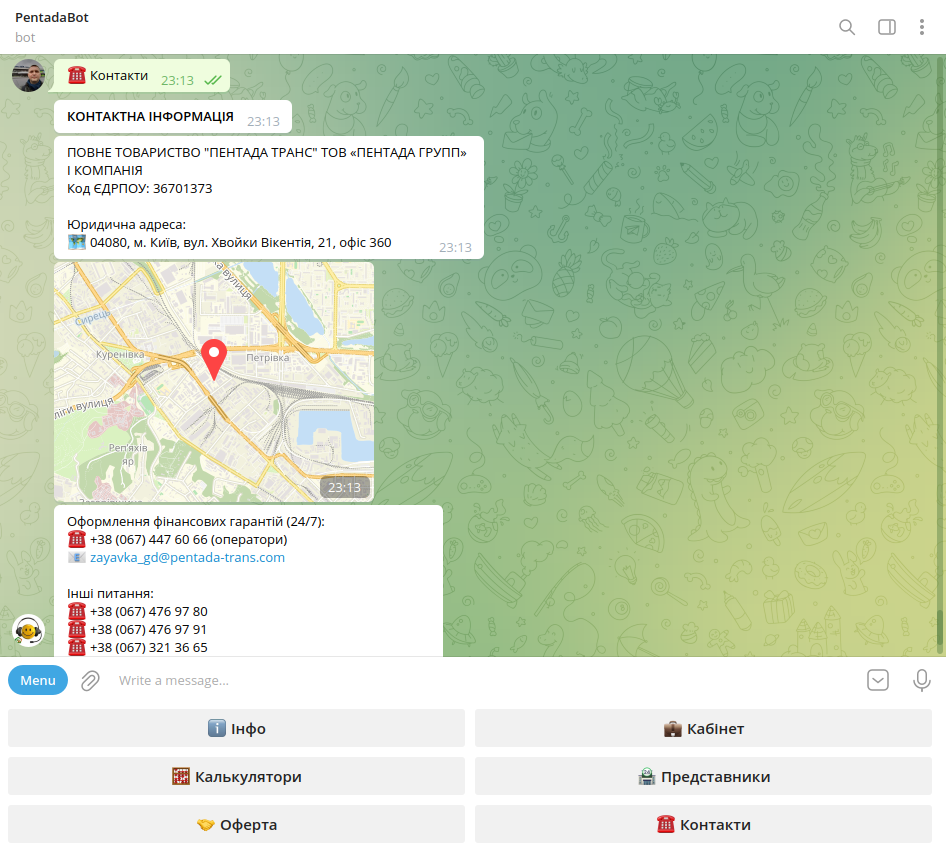 PentadaBot
bot
☎️ Контакти 23:13
КОНТАКТНА ІНФОРМАЦІЯ 23:13
ПОВНЕ ТОВАРИСТВО "ПЕНТАДА ТРАНС" ТОВ «ПЕНТАДА ГРУПП»
І КОМПАНІЯ
Код ЄДРПОУ: 36701373
Юридична адреса:
🗺 04080, м. Київ, вул. Хвойки Вікентія, 21, офіс 360 23:13
ка вулиця
Сирець
Куренівка
Петрівка
ліги вулиця
Реп'яхів
яр
23:13
Оформлення фінансових гарантій (24/7):
☎️ +38 (067) 447 60 66 (оператори)
📧 zayavka_gd@pentada-trans.com
Інші питання:
☎️ +38 (067) 476 97 80
☎️ +38 (067) 476 97 91
☎️ +38 (067) 321 36 65
Menu
Write a message...
ℹ️ Інфо
💼 Кабінет
🧮 Калькулятори
🏪 Представники
🤝 Оферта
☎️ Контакти